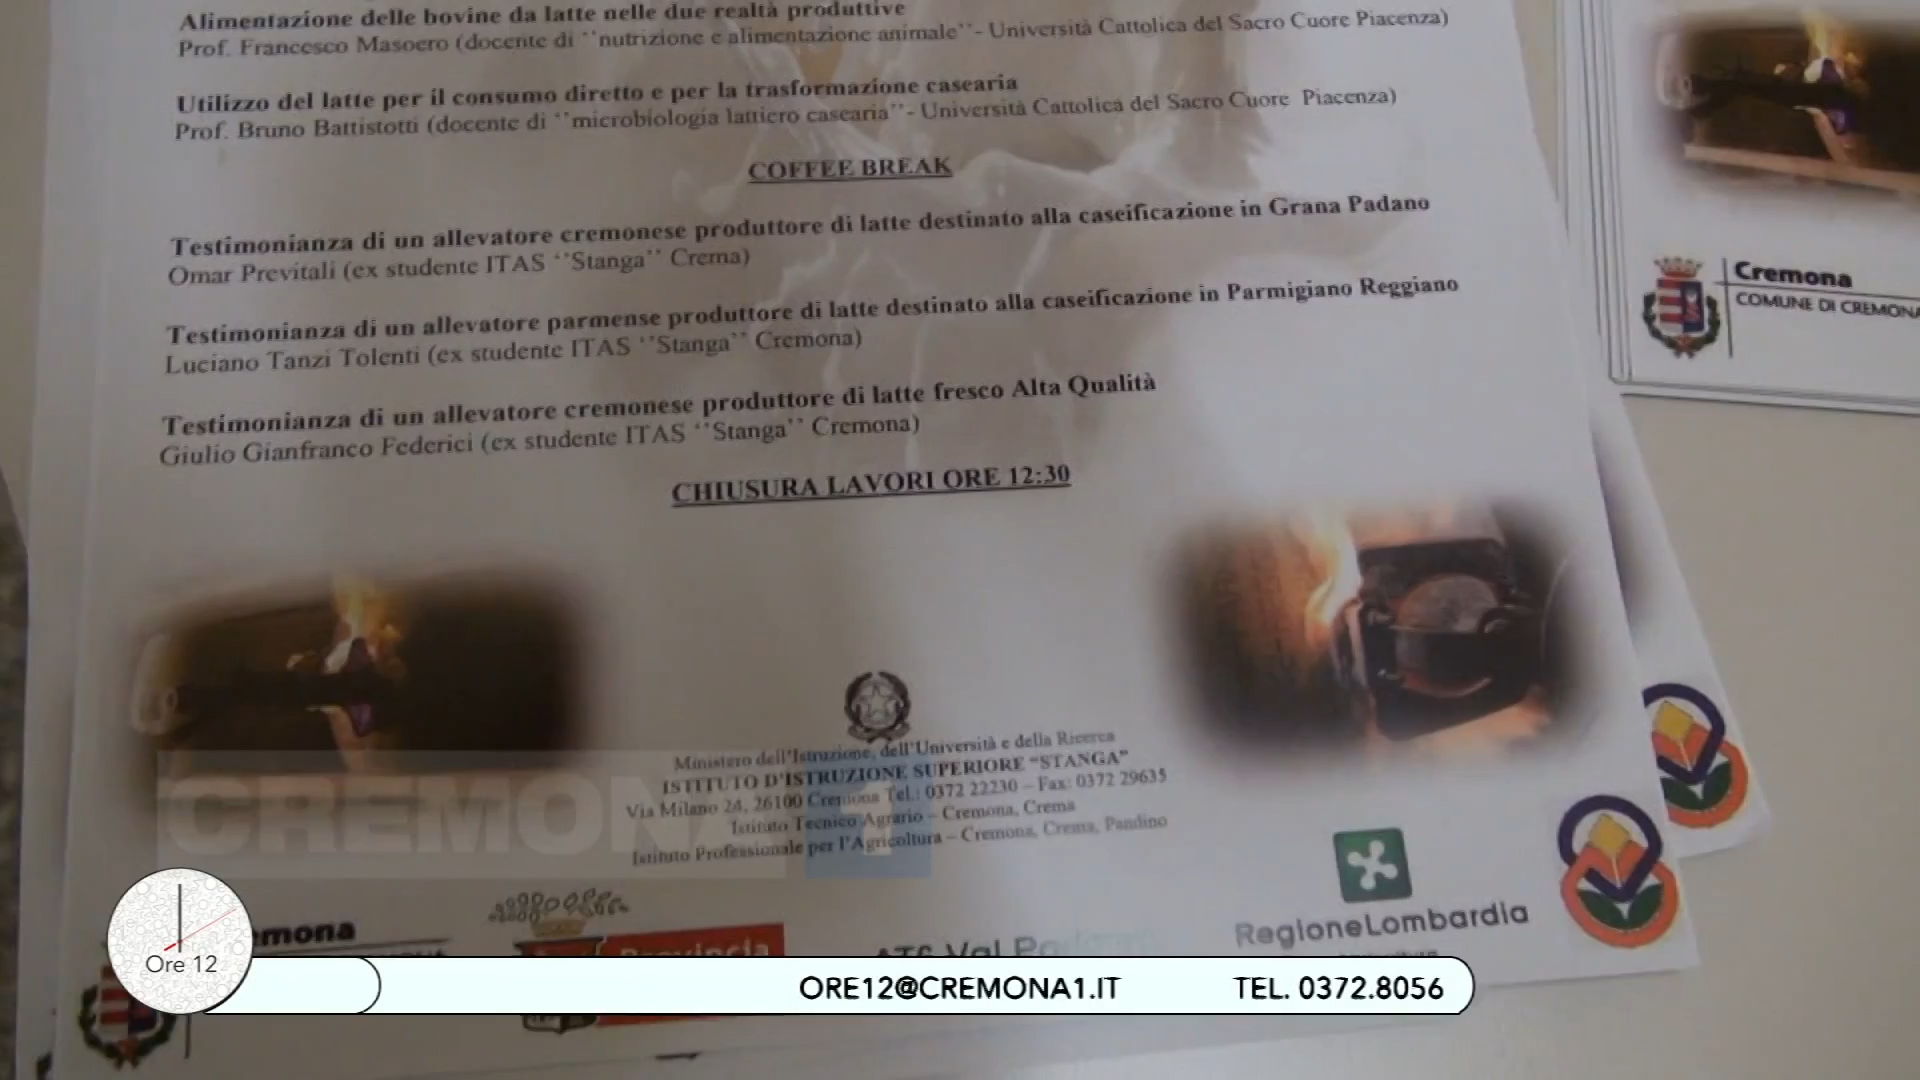 Alimentazione delle bovine da latte nelle due realtà produttive
Prof. Francesco Masoero (docente di ‘‘nutrizione e alimentazione animale’’- Università Cattolica del Sacro Cuore Piacenza)
Utilizzo del latte per il consumo diretto e per la trasformazione casearia
Prof. Bruno Battistotti (docente di ‘‘microbiologia lattiero casearia’’- Università Cattolica del Sacro Cuore Piacenza)
COFFEE BREAK
Testimonianza di un allevatore cremonese produttore di latte destinato alla caseificazione in Grana Padano
Omar Previtali (ex studente ITAS ‘‘Stanga’’ Crema)
Testimonianza di un allevatore parmense produttore di latte destinato alla caseificazione in Parmigiano Reggiano
Luciano Tanzi Tolenti (ex studente ITAS ‘‘Stanga’’ Cremona)
Testimonianza di un allevatore cremonese produttore di latte fresco Alta Qualità
Giulio Gianfranco Federici (ex studente ITAS ‘‘Stanga’’ Cremona)
CHIUSURA LAVORI ORE 12:30
Cremona
COMUNE DI CREMONA
Ministero dell'Istruzione, dell'Università e della Ricerca
ISTITUTO D'ISTRUZIONE SUPERIORE “STANGA”
Via Milano 24, 26100 Cremona Tel.: 0372 22230 – Fax: 0372 29635
Istituto Tecnico Agrario – Cremona, Crema
Istituto Professionale per l'Agricoltura – Cremona, Crema, Pandino
CREMONA 1
emona
Provincia
ATS Val Pad
RegioneLombardia
Ore 12
ORE12@CREMONA1.IT
TEL. 0372.8056